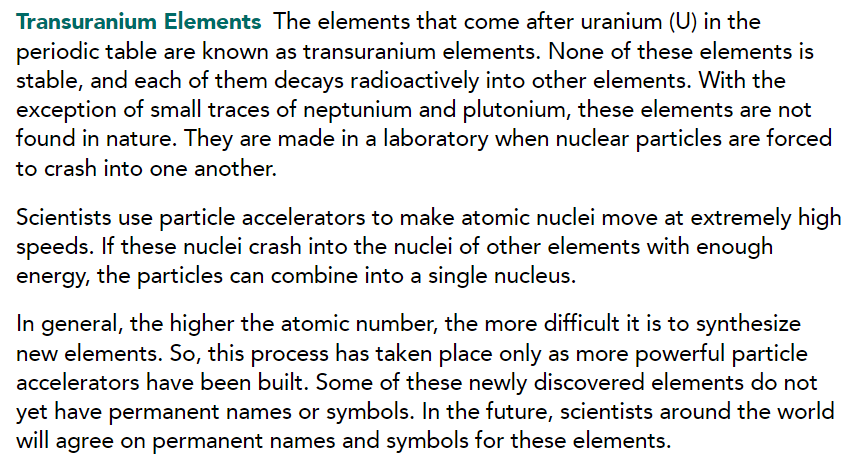 Transuranium Elements The elements that come after uranium (U) in the
periodic table are known as transuranium elements. None of these elements is
stable, and each of them decays radioactively into other elements. With the
exception of small traces of neptunium and plutonium, these elements are not
found in nature. They are made in a laboratory when nuclear particles are forced
to crash into one another.
Scientists use particle accelerators to make atomic nuclei move at extremely high
speeds. If these nuclei crash into the nuclei of other elements with enough
energy, the particles can combine into a single nucleus.
In general, the higher the atomic number, the more difficult it is to synthesize
new elements. So, this process has taken place only as more powerful particle
accelerators have been built. Some of these newly discovered elements do not
yet have permanent names or symbols. In the future, scientists around the world
will agree on permanent names and symbols for these elements.